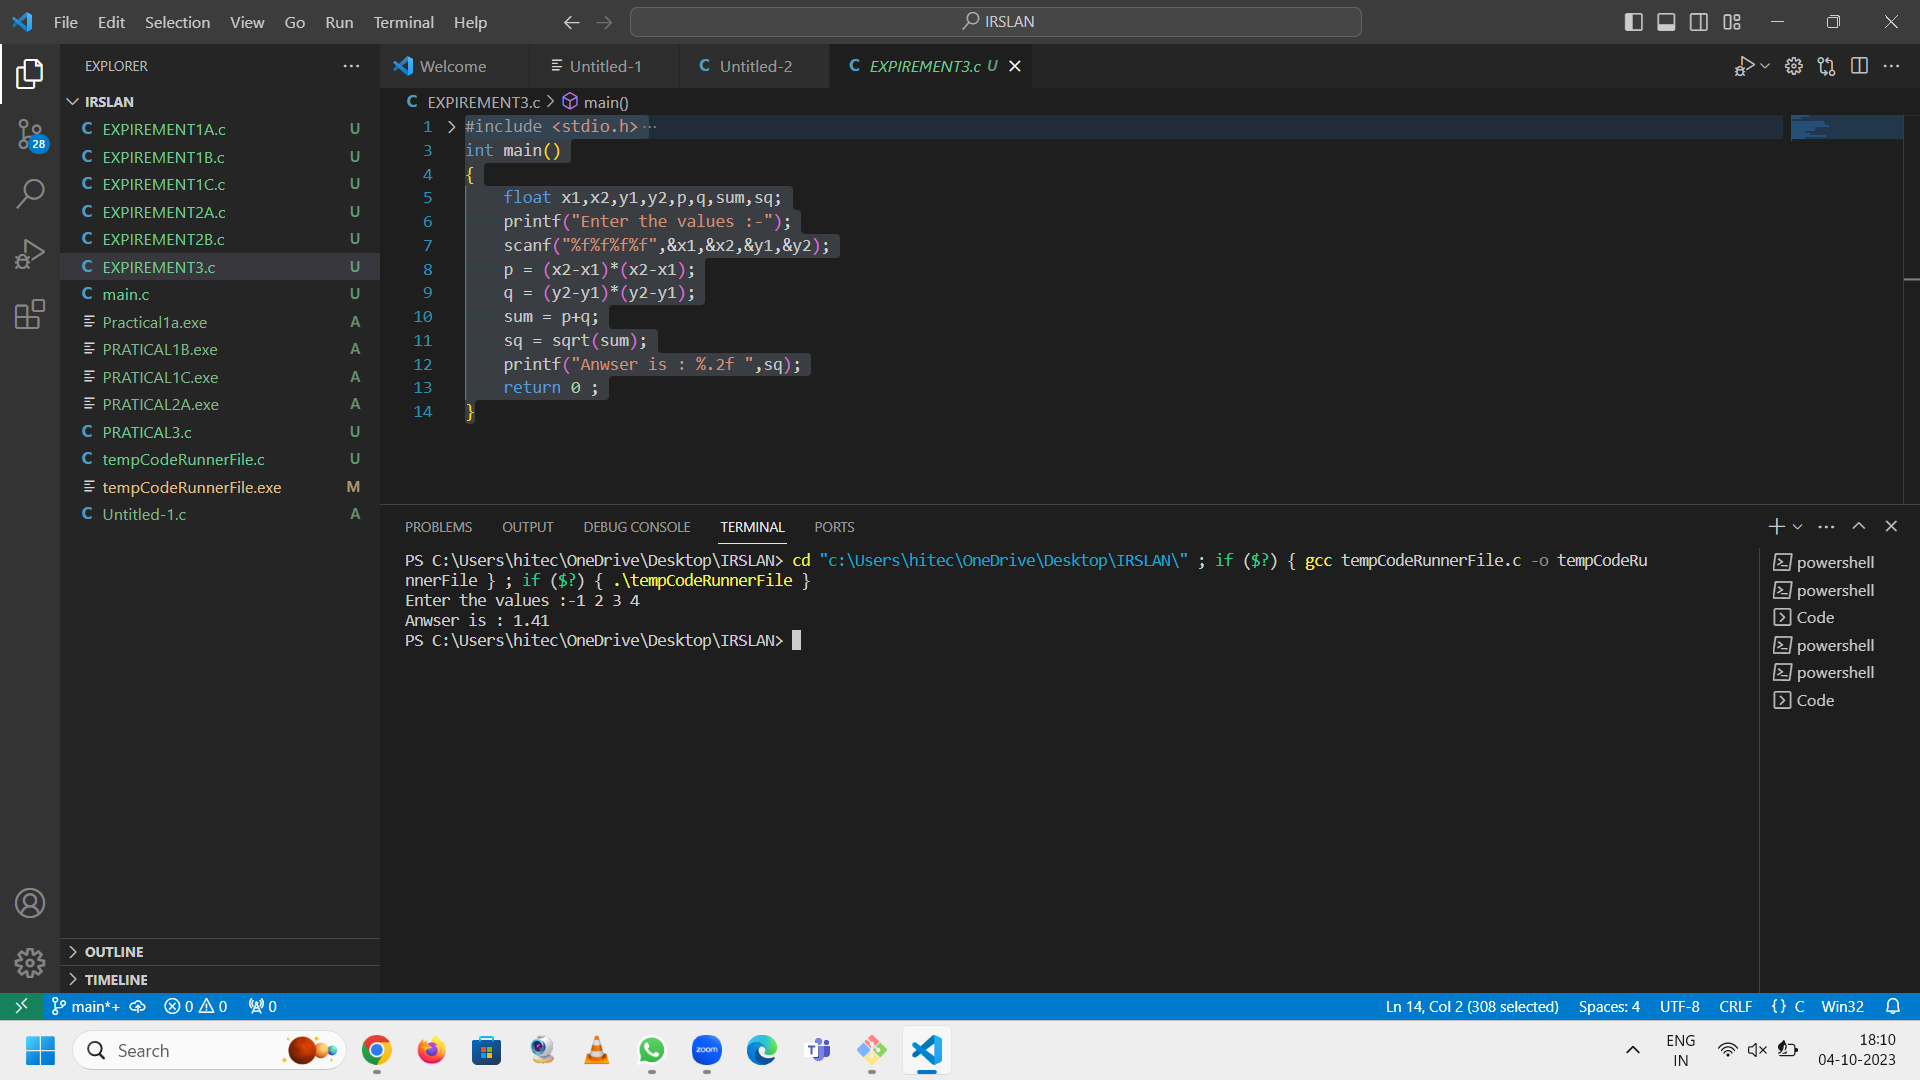 File Edit Selection View Go Run Terminal Help
IRSLAN
EXPLORER
Welcome
Untitled-1
C Untitled-2
C EXPIREMENT3.c U
IRSLAN
C EXPIREMENT1A.c U
C EXPIREMENT1B.c U
C EXPIREMENT1C.c U
C EXPIREMENT2A.c U
C EXPIREMENT2B.c U
C EXPIREMENT3.c U
C main.c U
Practical1a.exe A
PRATICAL1B.exe A
PRATICAL1C.exe A
PRATICAL2A.exe A
C PRATICAL3.c U
C tempCodeRunnerFile.c U
tempCodeRunnerFile.exe M
C Untitled-1.c A
28
OUTLINE
TIMELINE
C EXPIREMENT3.c > main()
1 #include <stdio.h>···
3 int main()
4 {
5 float x1,x2,y1,y2,p,q,sum,sq;
6 printf("Enter the values :-");
7 scanf("%f%f%f%f",&x1,&x2,&y1,&y2);
8 p = (x2-x1)*(x2-x1);
9 q = (y2-y1)*(y2-y1);
10 sum = p+q;
11 sq = sqrt(sum);
12 printf("Anwser is : %.2f ",sq);
13 return 0 ;
14 }
PROBLEMS OUTPUT DEBUG CONSOLE TERMINAL PORTS
PS C:\Users\hitec\OneDrive\Desktop\IRSLAN> cd "c:\Users\hitec\OneDrive\Desktop\IRSLAN\" ; if ($?) { gcc tempCodeRunnerFile.c -o tempCodeRu
nnerFile } ; if ($?) { .\tempCodeRunnerFile }
Enter the values :-1 2 3 4
Anwser is : 1.41
PS C:\Users\hitec\OneDrive\Desktop\IRSLAN>
powershell
powershell
Code
powershell
powershell
Code
main*+ 0 0 0
Ln 14, Col 2 (308 selected) Spaces: 4 UTF-8 CRLF {} C Win32
Search
zoom
ENG
IN
18:10
04-10-2023